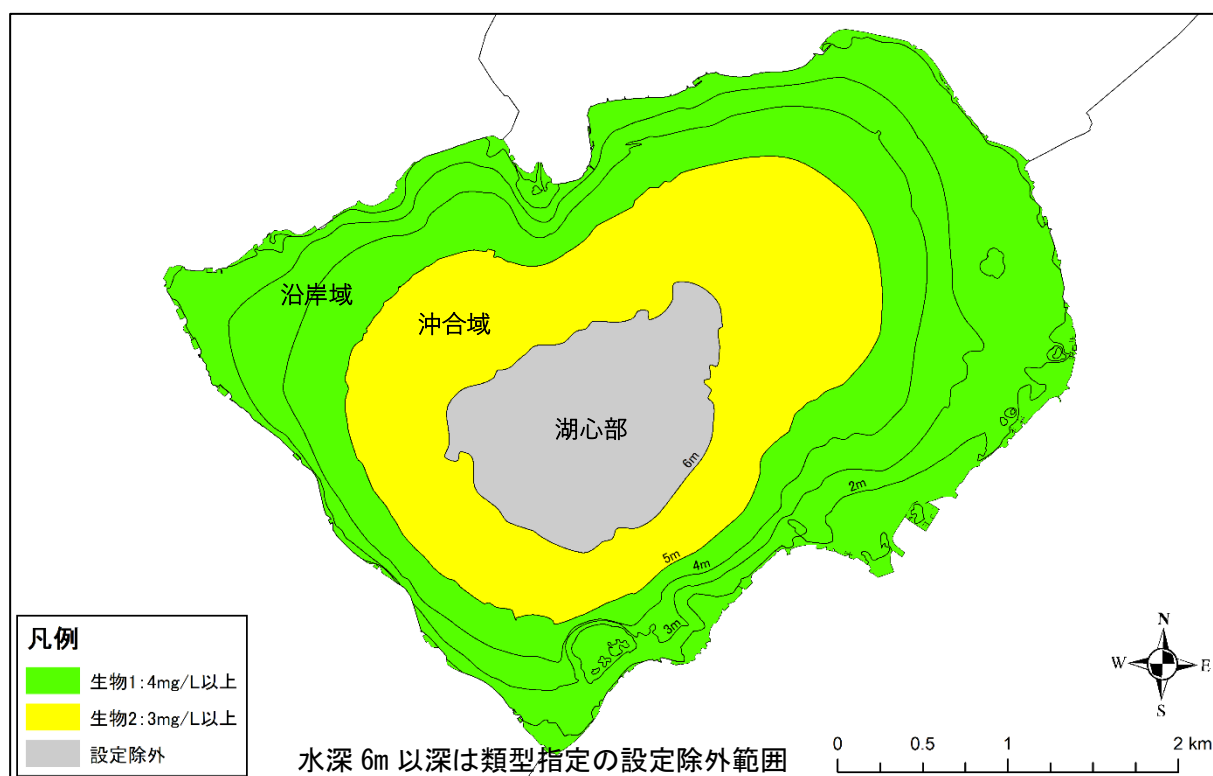 沿岸域
沖合域
湖心部
6m
2m
5m
4m
3m
凡例
生物1:4mg/L以上
生物2:3mg/L以上
設定除外
水深 6m 以深は類型指定の設定除外範囲
N
W
E
S
0 0.5 1 2 km